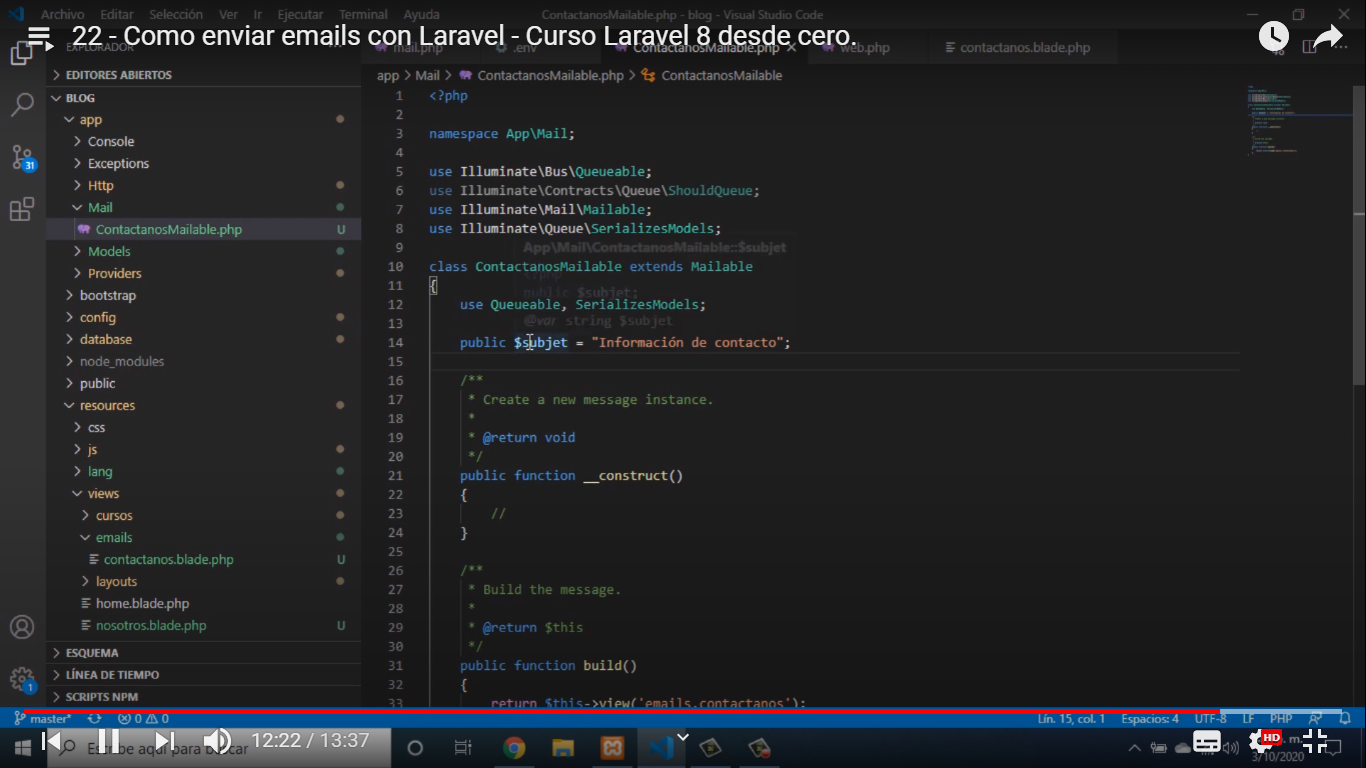 Archivo Editar Selección Ver Ir Ejecutar Terminal Ayuda ContactanosMailable.php - blog - Visual Studio Code
22 - Como enviar emails con Laravel - Curso Laravel 8 desde cero.
EXPLORADOR mail.php .env ContactanosMailable.php web.php contactanos.blade.php
EDITORES ABIERTOS
app > Mail > ContactanosMailable.php > ContactanosMailable
BLOG
app
Console
Exceptions
Http
Mail
ContactanosMailable.php U
Models
Providers
bootstrap
config
database
node_modules
public
resources
css
js
lang
views
cursos
emails
contactanos.blade.php U
layouts
home.blade.php
nosotros.blade.php U
ESQUEMA
LÍNEA DE TIEMPO
SCRIPTS NPM
31
1
1 <?php
2
3 namespace App\Mail;
4
5 use Illuminate\Bus\Queueable;
6 use Illuminate\Contracts\Queue\ShouldQueue;
7 use Illuminate\Mail\Mailable;
8 use Illuminate\Queue\SerializesModels;
9
App\Mail\ContactanosMailable::$subjet
10 class ContactanosMailable extends Mailable
<?php
11 {
public $subjet;
12 use Queueable, SerializesModels;
13
@var string $subjet
14 public $subjet = "Información de contacto";
15
16 /**
17 * Create a new message instance.
18 *
19 * @return void
20 */
21 public function __construct()
22 {
23 //
24 }
25
26 /**
27 * Build the message.
28 *
29 * @return $this
30 */
31 public function build()
32 {
33 return $this->view('emails.contactanos');
master* 0 0 Lín. 15, col. 1 Espacios: 4 UTF-8 LF PHP
Escribe aquí para buscar
12:22 / 13:37
HD
m.
3/10/2020